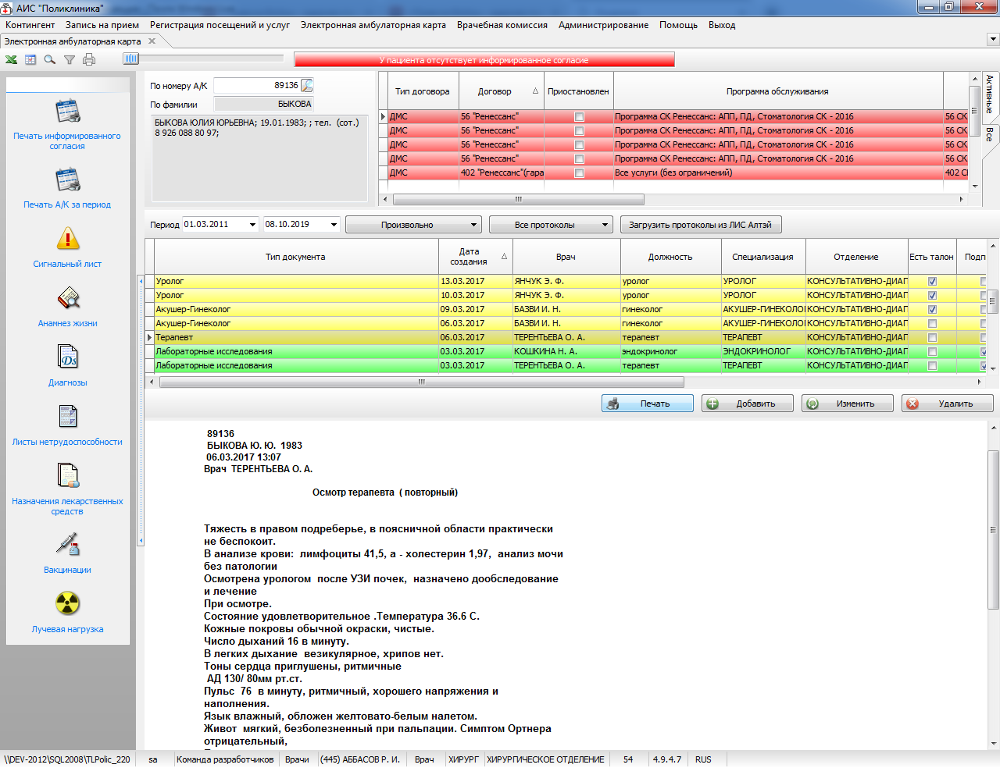 АИС "Поликлиника"
Контингент Запись на прием Регистрация посещений и услуг Электронная амбулаторная карта Врачебная комиссия Администрирование Помощь Выход
Электронная амбулаторная карта
У пациента отсутствует информированное согласие
Печать информированного
согласия
Печать А/К за период
Сигнальный лист
Анамнез жизни
Ds
Диагнозы
Листы нетрудоспособности
Назначения лекарственных
средств
Вакцинации
Лучевая нагрузка
По номеру А/К 89136
По фамилии БЫКОВА
БЫКОВА ЮЛИЯ ЮРЬЕВНА; 19.01.1983; ; тел. (сот.)
8 926 088 80 97;
Тип договора Договор Приостановлен Программа обслуживания
ДМС 56 "Ренессанс" Программа СК Ренессанс: АПП, ПД, Стоматология СК - 2016 56 СК
ДМС 56 "Ренессанс" Программа СК Ренессанс: АПП, ПД, Стоматология СК - 2016 56 СК
ДМС 56 "Ренессанс" Программа СК Ренессанс: АПП, ПД, Стоматология СК - 2016 56 СК
ДМС 56 "Ренессанс" Программа СК Ренессанс: АПП, ПД, Стоматология СК - 2016 56 СК
ДМС 402 "Ренессанс"(гара Все услуги (без ограничений) 402 С
Активные
Все
Период 01.03.2011 08.10.2019 Произвольно Все протоколы Загрузить протоколы из ЛИС Алтэй
Тип документа Дата создания Врач Должность Специализация Отделение Есть талон Подп
Уролог 13.03.2017 ЯНЧУК Э. Ф. уролог УРОЛОГ КОНСУЛЬТАТИВНО-ДИАГ
Уролог 10.03.2017 ЯНЧУК Э. Ф. уролог УРОЛОГ КОНСУЛЬТАТИВНО-ДИАГ
Акушер-Гинеколог 09.03.2017 БАЗВИ И. Н. гинеколог АКУШЕР-ГИНЕКОЛОГ КОНСУЛЬТАТИВНО-ДИАГ
Акушер-Гинеколог 06.03.2017 БАЗВИ И. Н. гинеколог АКУШЕР-ГИНЕКОЛОГ КОНСУЛЬТАТИВНО-ДИАГ
Терапевт 06.03.2017 ТЕРЕНТЬЕВА О. А. терапевт ТЕРАПЕВТ КОНСУЛЬТАТИВНО-ДИАГ
Лабораторные исследования 03.03.2017 КОШКИНА Н. А. эндокринолог ЭНДОКРИНОЛОГ КОНСУЛЬТАТИВНО-ДИАГ
Лабораторные исследования 03.03.2017 ТЕРЕНТЬЕВА О. А. терапевт ТЕРАПЕВТ КОНСУЛЬТАТИВНО-ДИАГ
Печать Добавить Изменить Удалить
89136
БЫКОВА Ю. Ю. 1983
06.03.2017 13:07
Врач ТЕРЕНТЬЕВА О. А.
Осмотр терапевта ( повторный)
Тяжесть в правом подреберье, в поясничной области практически
не беспокоит.
В анализе крови: лимфоциты 41,5, а - холестерин 1,97, анализ мочи
без патологии
Осмотрена урологом после УЗИ почек, назначено дообследование
и лечение
При осмотре.
Состояние удовлетворительное .Температура 36.6 С.
Кожные покровы обычной окраски, чистые.
Число дыханий 16 в минуту.
В легких дыхание везикулярное, хрипов нет.
Тоны сердца приглушены, ритмичные
АД 130/ 80мм рт.ст.
Пульс 76 в минуту, ритмичный, хорошего напряжения и
наполнения.
Язык влажный, обложен желтовато-белым налетом.
Живот мягкий, безболезненный при пальпации. Симптом Ортнера
отрицательный,
\\DEV-2012\SQL2008\TLPolic_220 sa Команда разработчиков Врачи (445) АББАСОВ Р. И. Врач ХИРУРГ ХИРУРГИЧЕСКОЕ ОТДЕЛЕНИЕ 54 4.9.4.7 RUS